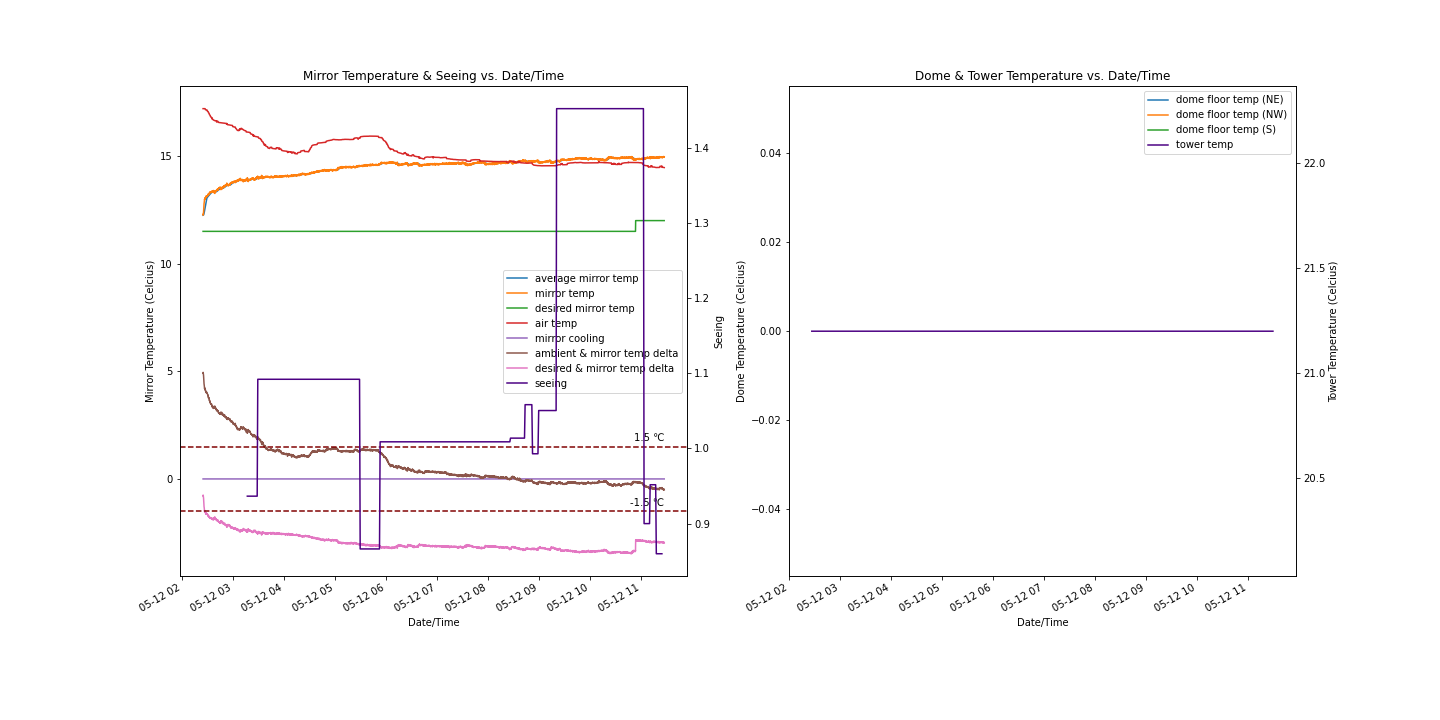 Mirror Temperature & Seeing vs. Date/Time
Mirror Temperature (Celcius)
15
10
5
0
1.4
1.3
1.2
1.1
1.0
0.9
Seeing
average mirror temp
mirror temp
desired mirror temp
air temp
mirror cooling
ambient & mirror temp delta
desired & mirror temp delta
seeing
1.5 °C
-1.5 °C
05-12 02
05-12 03
05-12 04
05-12 05
05-12 06
05-12 07
05-12 08
05-12 09
05-12 10
05-12 11
Date/Time
Dome & Tower Temperature vs. Date/Time
Dome Temperature (Celcius)
0.04
0.02
0.00
−0.02
−0.04
dome floor temp (NE)
dome floor temp (NW)
dome floor temp (S)
tower temp
22.0
21.5
21.0
20.5
Tower Temperature (Celcius)
05-12 02
05-12 03
05-12 04
05-12 05
05-12 06
05-12 07
05-12 08
05-12 09
05-12 10
05-12 11
Date/Time